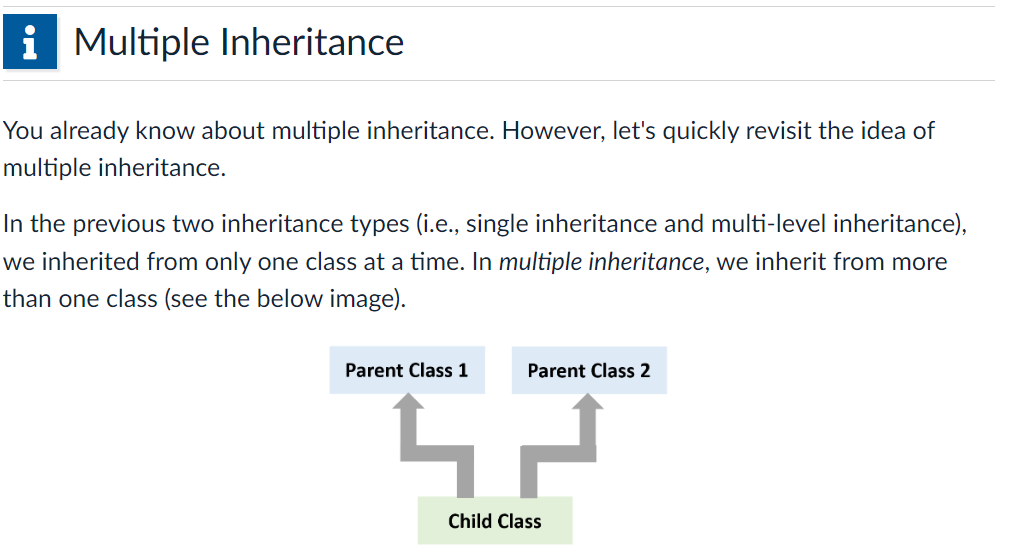 Multiple Inheritance
You already know about multiple inheritance. However, let's quickly revisit the idea of
multiple inheritance.
In the previous two inheritance types (i.e., single inheritance and multi-level inheritance),
we inherited from only one class at a time. In multiple inheritance, we inherit from more
than one class (see the below image).
Parent Class 1
Parent Class 2
Child Class